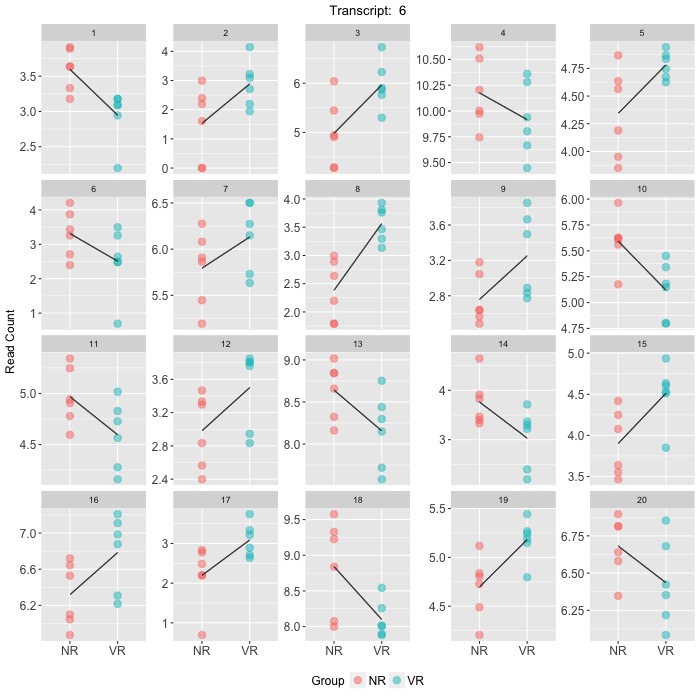 Transcript: 6
1 2 3 4 5
3.5 3.0 2.5
4 3 2 1 0
6 5
10.50 10.25 10.00 9.75 9.50
4.75 4.50 4.25 4.00
6 7 8 9 10
4 3 2 1
6.5 6.0 5.5
4.0 3.5 3.0 2.5 2.0
3.6 3.2 2.8
6.00 5.75 5.50 5.25 5.00 4.75
Read Count
11 12 13 14 15
5.0 4.5
3.6 3.2 2.8 2.4
9.0 8.5 8.0
4 3
5.0 4.5 4.0 3.5
16 17 18 19 20
7.0 6.6 6.2
3 2 1
9.5 9.0 8.5 8.0
5.5 5.0 4.5
6.75 6.50 6.25
NR VR NR VR NR VR NR VR NR VR
Group NR VR